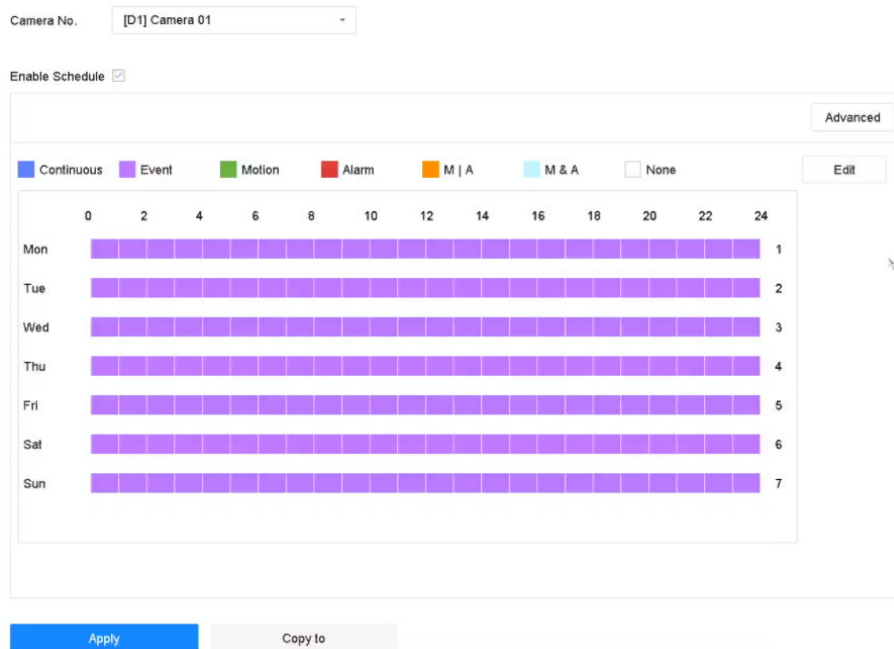 Camera No. [D1] Camera 01
Enable Schedule
Advanced
Continuous Event Motion Alarm M | A M & A None Edit
0 2 4 6 8 10 12 14 16 18 20 22 24
Mon 1
Tue 2
Wed 3
Thu 4
Fri 5
Sat 6
Sun 7
Apply Copy to